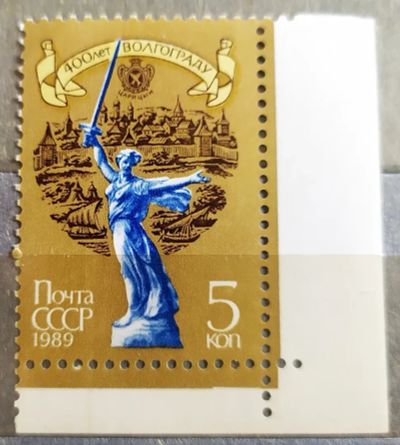 400 лет ВОЛГОГРАДУ
ЦАРИЦЫН
Почта
СССР
1989
5
коп